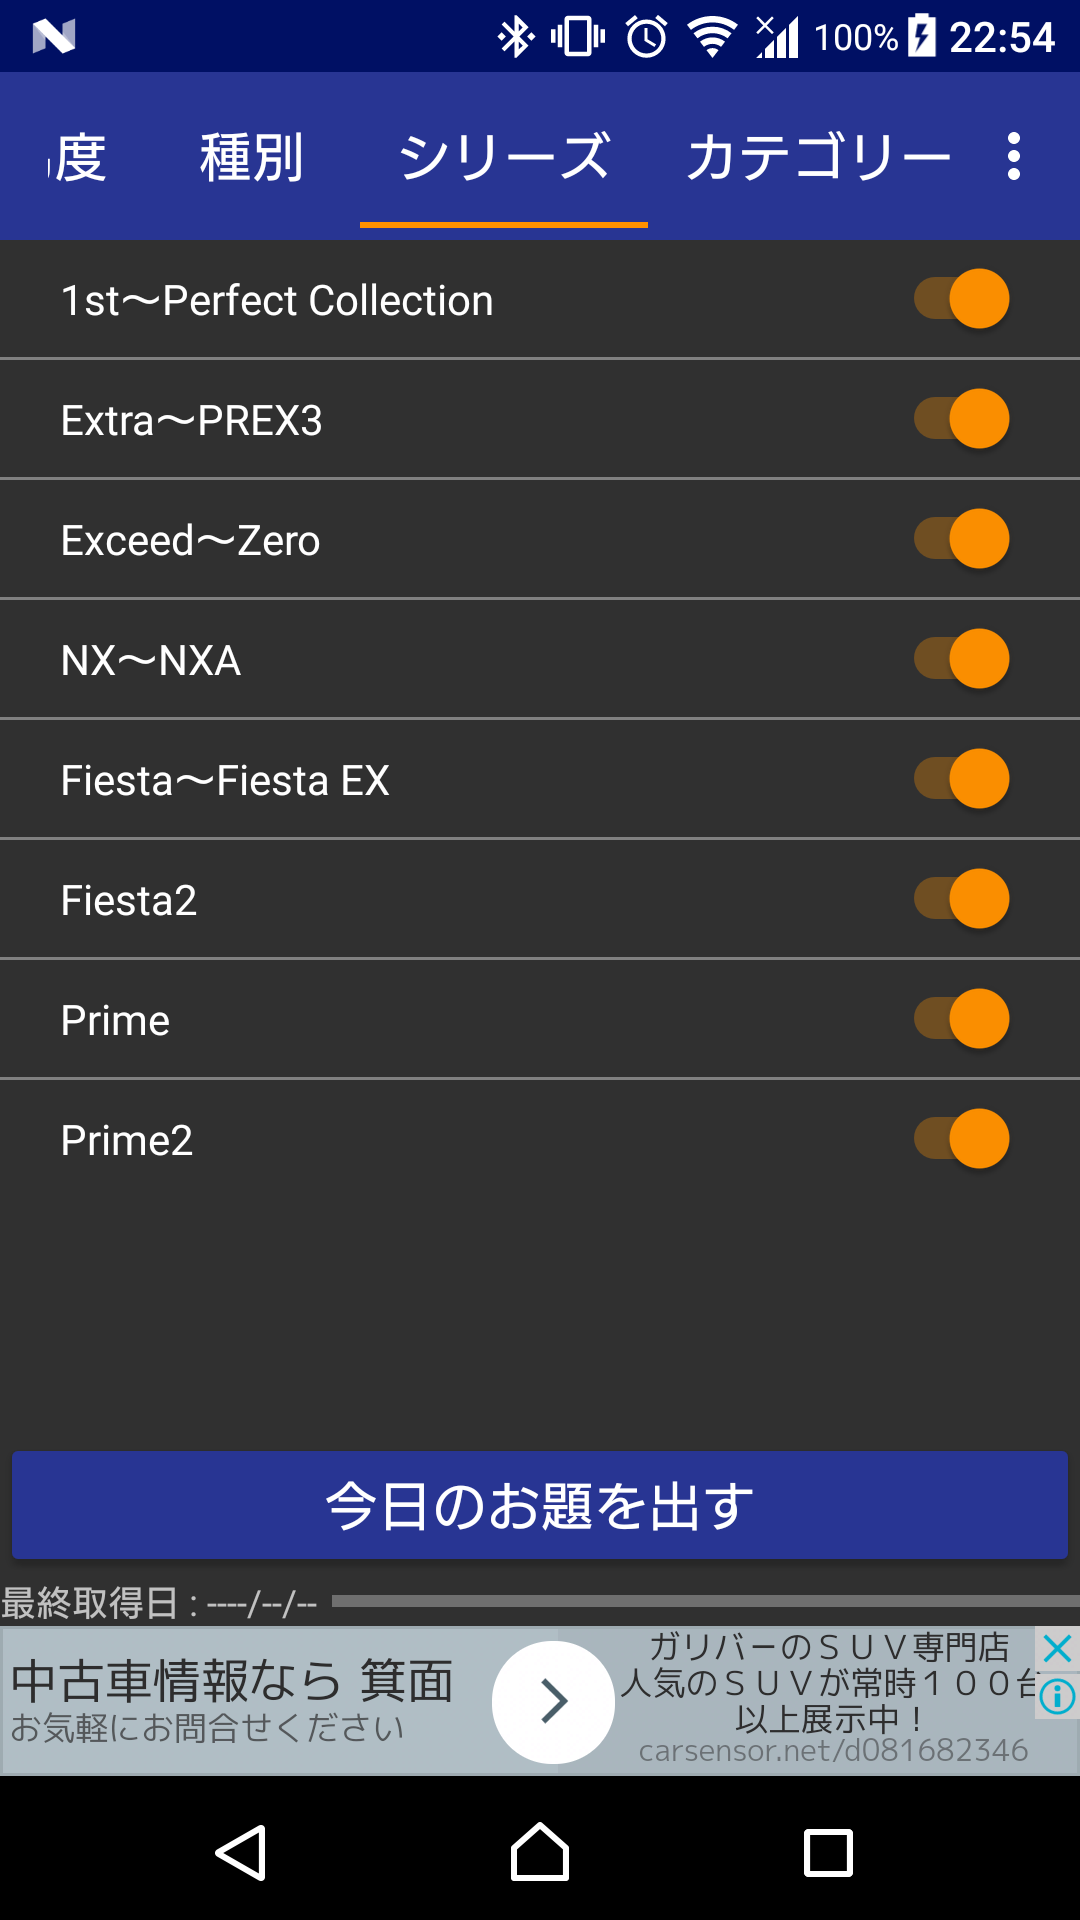 100% 22:54
度 種別 シリーズ カテゴリー
1st～Perfect Collection
Extra～PREX3
Exceed～Zero
NX～NXA
Fiesta～Fiesta EX
Fiesta2
Prime
Prime2
今日のお題を出す
最終取得日 : ----/--/--
中古車情報なら 箕面
お気軽にお問合せください
ガリバーのＳＵＶ専門店
人気のＳＵＶが常時１００台
以上展示中！
carsensor.net/d081682346